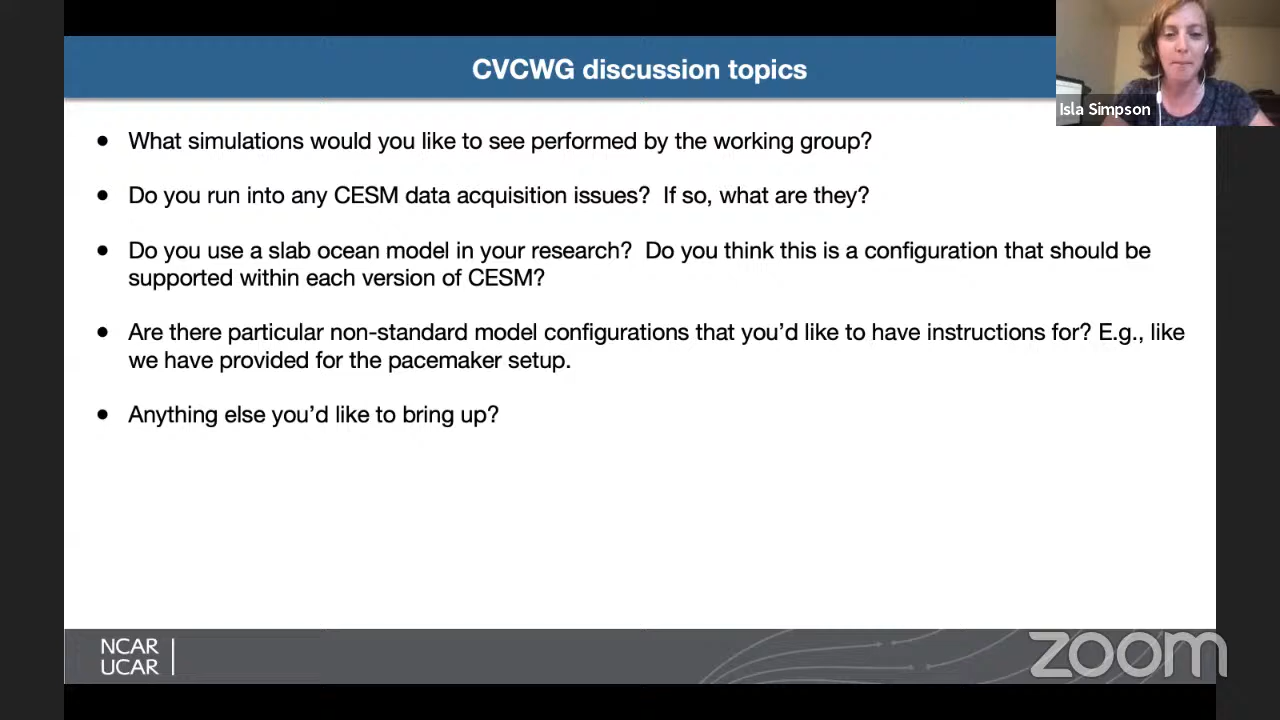 CVCWG discussion topics
Isla Simpson
• What simulations would you like to see performed by the working group?
• Do you run into any CESM data acquisition issues?  If so, what are they?
• Do you use a slab ocean model in your research?  Do you think this is a configuration that should be
supported within each version of CESM?
• Are there particular non-standard model configurations that you’d like to have instructions for? E.g., like
we have provided for the pacemaker setup.
• Anything else you’d like to bring up?
NCAR
UCAR
zoom